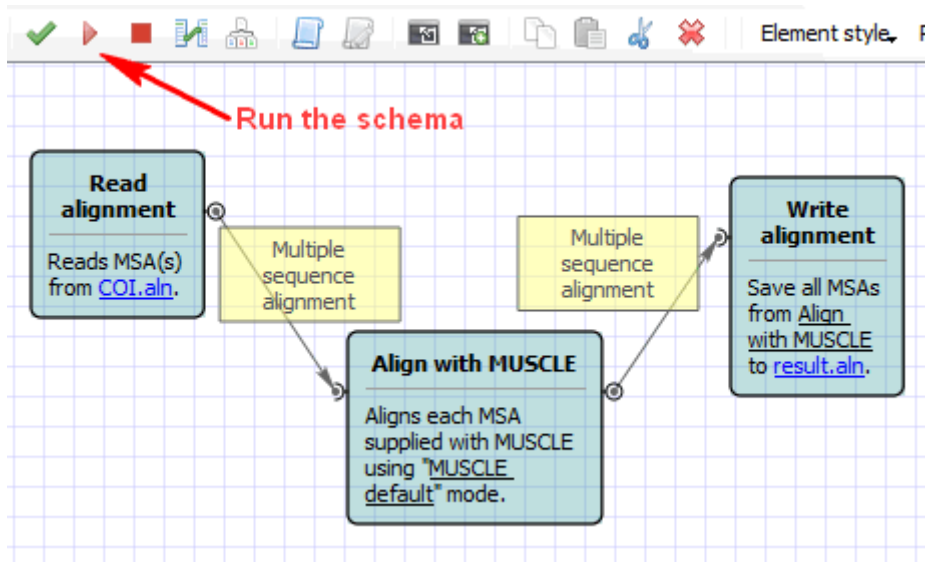 Element style
Run the schema
Read
alignment
Reads MSA(s)
from COI.aln.
Multiple
sequence
alignment
Align with MUSCLE
Aligns each MSA
supplied with MUSCLE
using "MUSCLE
default" mode.
Multiple
sequence
alignment
Write
alignment
Save all MSAs
from Align
with MUSCLE
to result.aln.